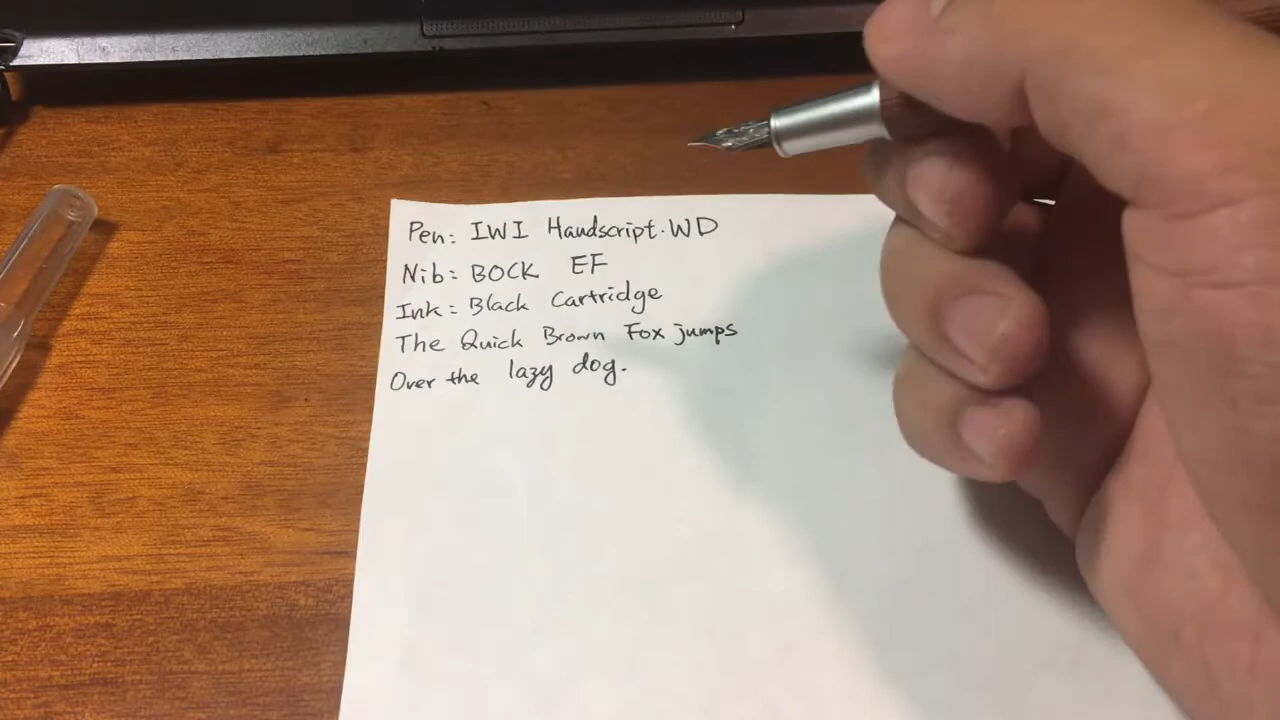 Pen: IWI Handscript.WD
Nib: BOCK EF
Ink: Black Cartridge
The Quick Brown Fox jumps
Over the lazy dog.